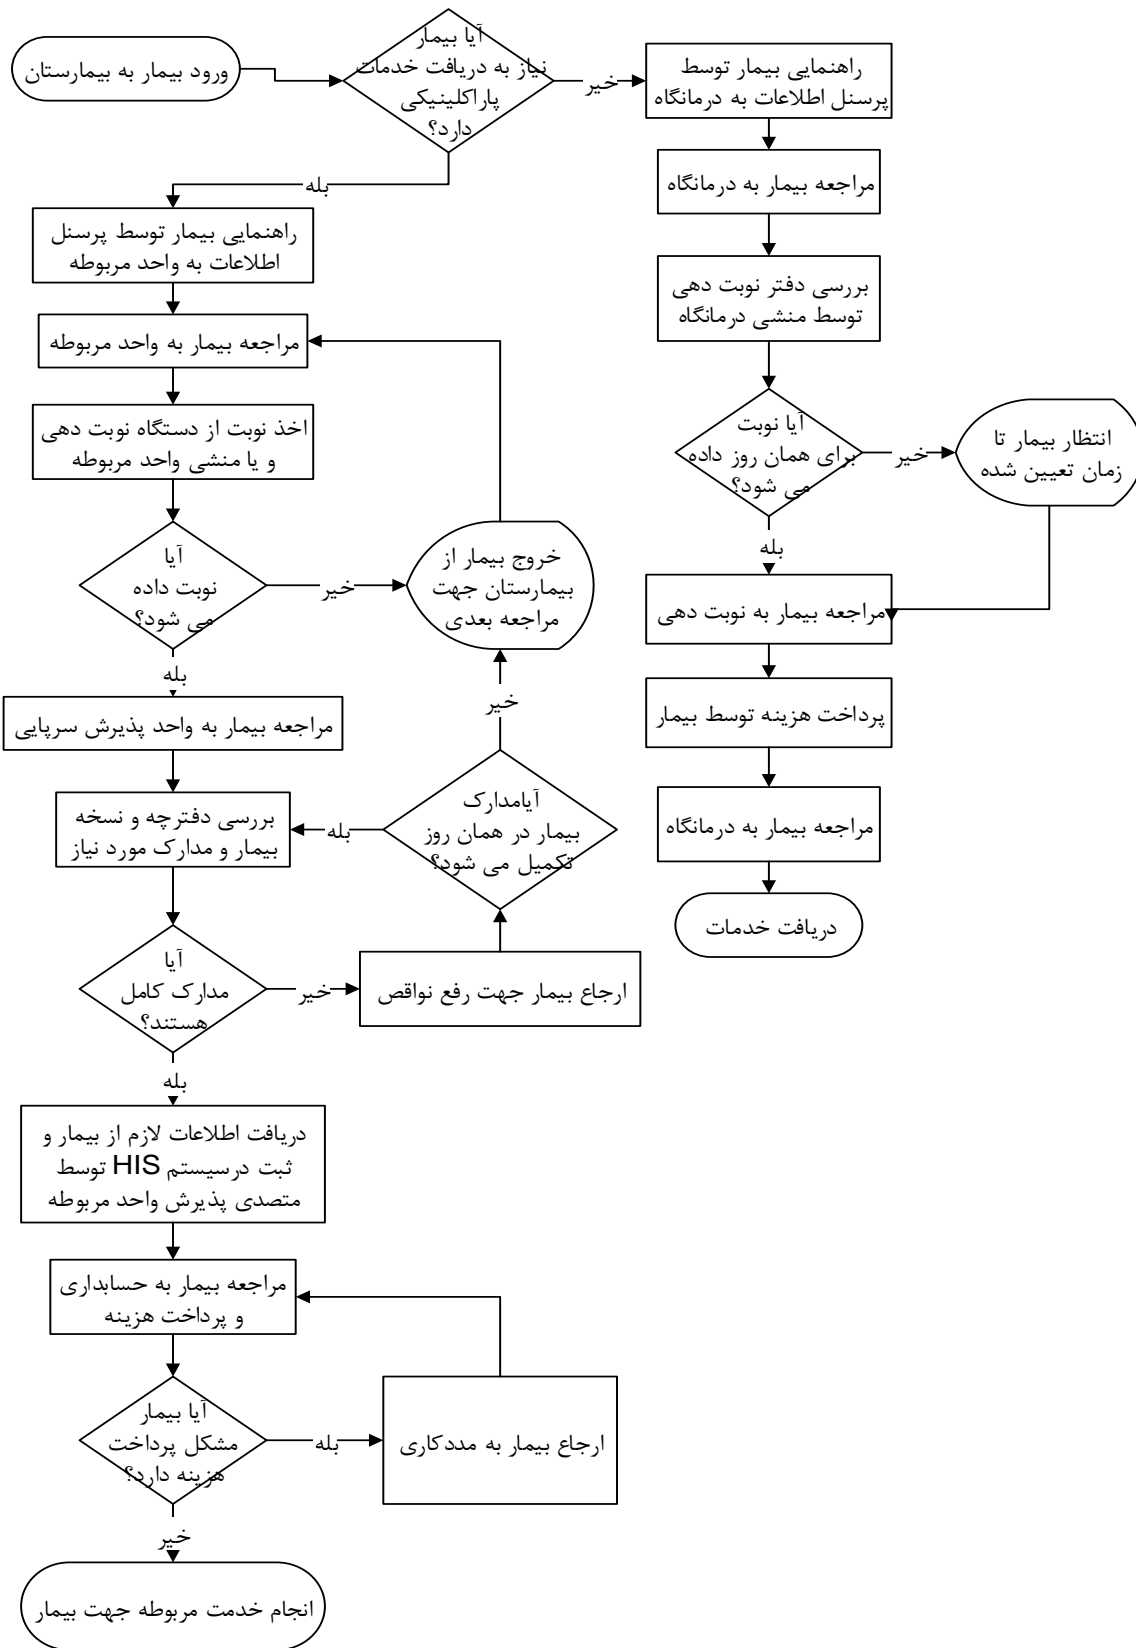 ورود بیمار به بیمارستان
آیا بیمار
نیاز به دریافت خدمات
پاراکلینیکی
دارد؟
خیر
راهنمایی بیمار توسط
پرسنل اطلاعات به درمانگاه
مراجعه بیمار به درمانگاه
بررسی دفتر نوبت دهی
توسط منشی درمانگاه
آیا نوبت
برای همان روز داده
می شود؟
خیر
انتظار بیمار تا
زمان تعیین شده
بله
مراجعه بیمار به نوبت دهی
پرداخت هزینه توسط بیمار
مراجعه بیمار به درمانگاه
دریافت خدمات
بله
راهنمایی بیمار توسط پرسنل
اطلاعات به واحد مربوطه
مراجعه بیمار به واحد مربوطه
اخذ نوبت از دستگاه نوبت دهی
و یا منشی واحد مربوطه
آیا
نوبت داده
می شود؟
خیر
خروج بیمار از
بیمارستان جهت
مراجعه بعدی
بله
مراجعه بیمار به واحد پذیرش سرپایی
بررسی دفترچه و نسخه
بیمار و مدارک مورد نیاز
آیا
مدارک کامل
هستند؟
خیر
ارجاع بیمار جهت رفع نواقص
آیامدارک
بیمار در همان روز
تکمیل می شود؟
بله
خیر
بله
دریافت اطلاعات لازم از بیمار و
ثبت درسیستم HIS توسط
متصدی پذیرش واحد مربوطه
مراجعه بیمار به حسابداری
و پرداخت هزینه
آیا بیمار
مشکل پرداخت
هزینه دارد؟
بله
ارجاع بیمار به مددکاری
خیر
انجام خدمت مربوطه جهت بیمار